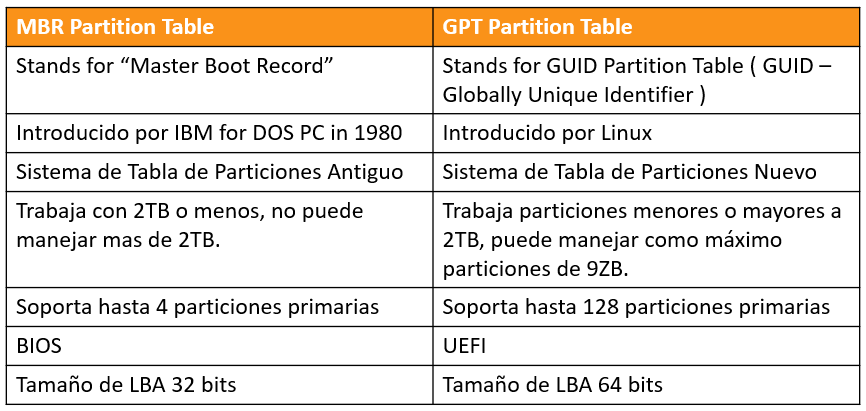 MBR Partition Table
GPT Partition Table
Stands for “Master Boot Record”
Stands for GUID Partition Table ( GUID –
Globally Unique Identifier )
Introducido por IBM for DOS PC in 1980
Introducido por Linux
Sistema de Tabla de Particiones Antiguo
Sistema de Tabla de Particiones Nuevo
Trabaja con 2TB o menos, no puede
manejar mas de 2TB.
Trabaja particiones menores o mayores a
2TB, puede manejar como máximo
particiones de 9ZB.
Soporta hasta 4 particiones primarias
Soporta hasta 128 particiones primarias
BIOS
UEFI
Tamaño de LBA 32 bits
Tamaño de LBA 64 bits